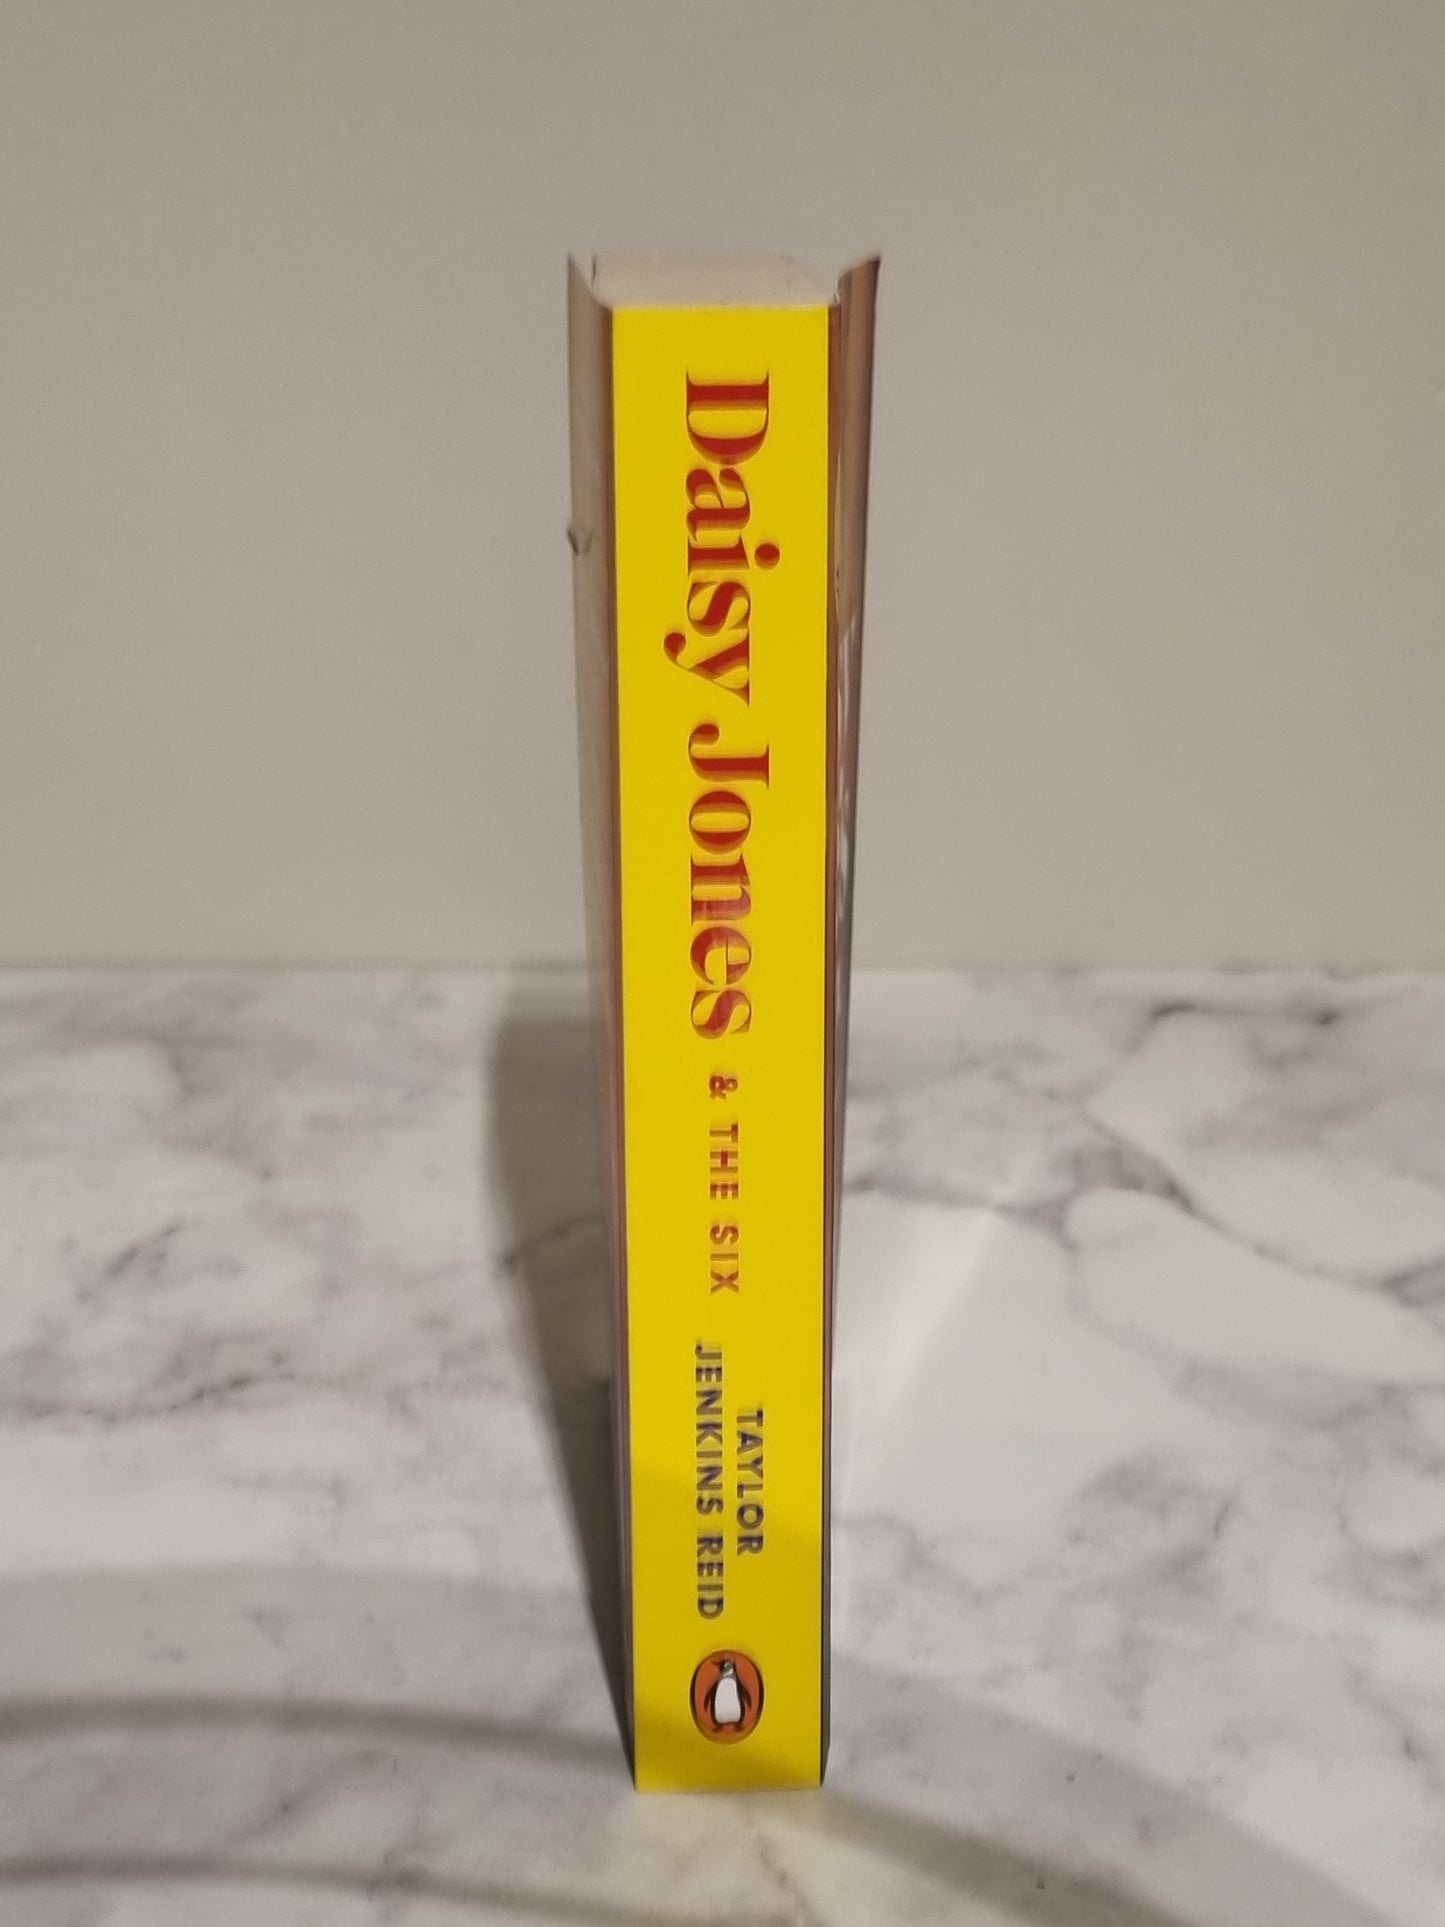 Daisy Jones & THE SIX
TAYLOR
JENKINS REID